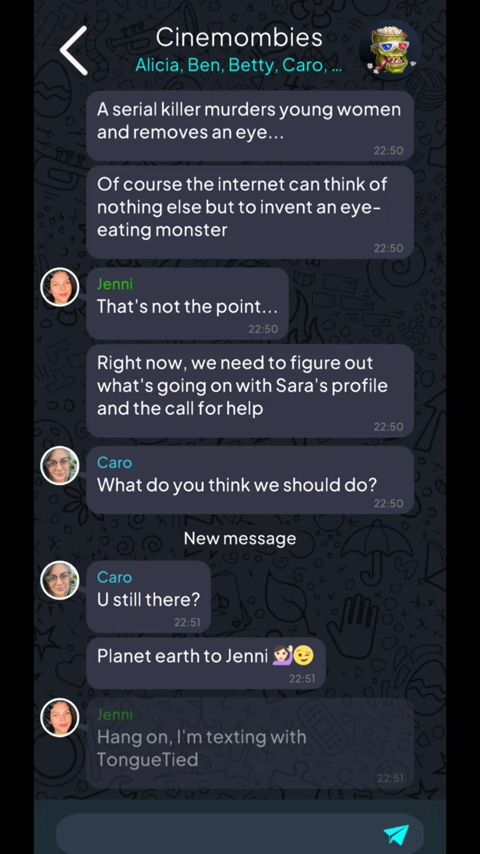 Cinemombies
Alicia, Ben, Betty, Caro, ...
A serial killer murders young women
and removes an eye...
22:50
Of course the internet can think of
nothing else but to invent an eye-
eating monster
22:50
Jenni
That's not the point...
22:50
Right now, we need to figure out
what's going on with Sara's profile
and the call for help
22:50
Caro
What do you think we should do?
22:50
New message
Caro
U still there?
22:51
Planet earth to Jenni 🙋🏻‍♀️😉
22:51
Jenni
Hang on, I'm texting with
TongueTied
22:51